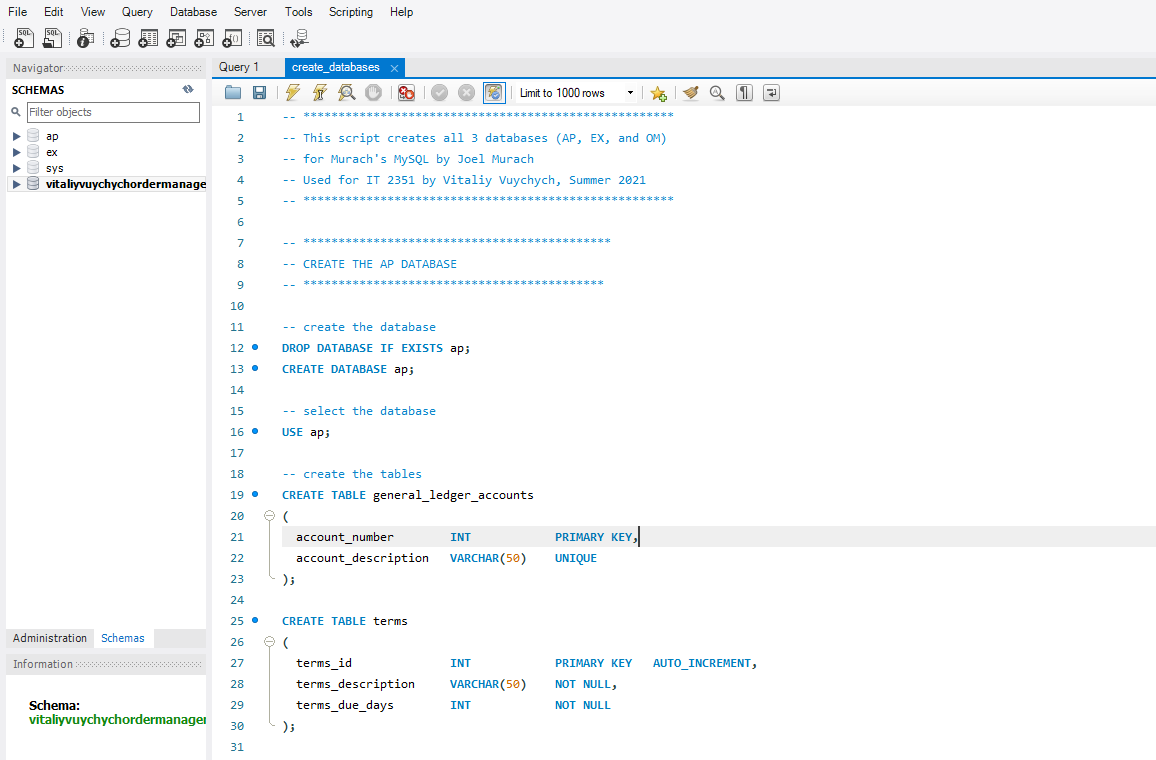 File Edit View Query Database Server Tools Scripting Help
Navigator
SCHEMAS
Filter objects
ap
ex
sys
vitaliyvuychychordermanage
Administration Schemas
Information
Schema:
vitaliyvuychychordermanager
Query 1 create_databases
Limit to 1000 rows
1 -- *****************************************************
2 -- This script creates all 3 databases (AP, EX, and OM)
3 -- for Murach's MySQL by Joel Murach
4 -- Used for IT 2351 by Vitaliy Vuychych, Summer 2021
5 -- *****************************************************
6
7 -- ********************************************
8 -- CREATE THE AP DATABASE
9 -- *******************************************
10
11 -- create the database
12 DROP DATABASE IF EXISTS ap;
13 CREATE DATABASE ap;
14
15 -- select the database
16 USE ap;
17
18 -- create the tables
19 CREATE TABLE general_ledger_accounts
20 (
21 account_number INT PRIMARY KEY,
22 account_description VARCHAR(50) UNIQUE
23 );
24
25 CREATE TABLE terms
26 (
27 terms_id INT PRIMARY KEY AUTO_INCREMENT,
28 terms_description VARCHAR(50) NOT NULL,
29 terms_due_days INT NOT NULL
30 );
31